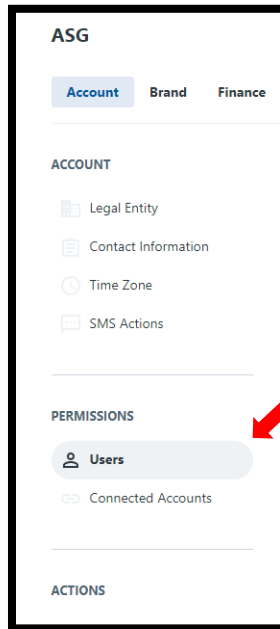 ASG
Account Brand Finance
ACCOUNT
Legal Entity
Contact Information
Time Zone
SMS Actions
PERMISSIONS
Users
Connected Accounts
ACTIONS